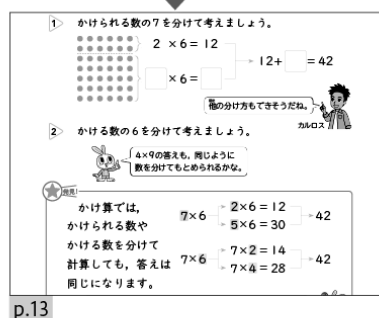 1 かけられる数の7を分けて考えましょう。
2 ×6＝12
□×6＝
12＋□＝42
他の分け方もできそうだね。
カルロス
2 かける数の6を分けて考えましょう。
4×9の答えも，同じように
数を分けてもとめられるかな。
かけ算では，
かけられる数や
かける数を分けて
計算しても，答えは
同じになります。
7×6
2×6＝12
5×6＝30
42
7×6
7×2＝14
7×4＝28
42
p.13